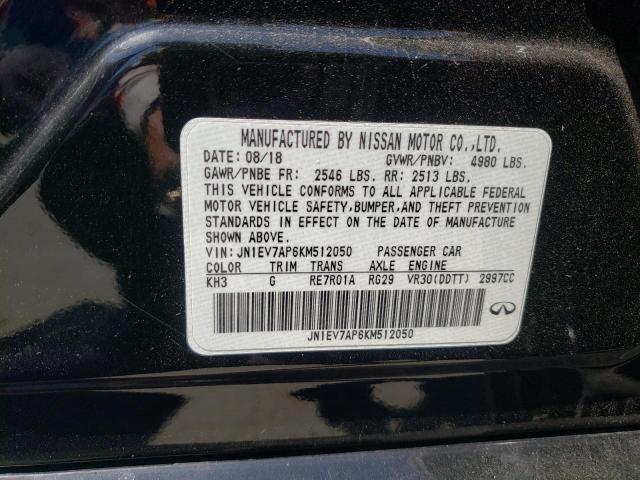 MANUFACTURED BY NISSAN MOTOR CO.,LTD.
DATE: 08/18 GVWR/PNBV: 4980 LBS.
GAWR/PNBE FR: 2546 LBS. RR: 2513 LBS.
THIS VEHICLE CONFORMS TO ALL APPLICABLE FEDERAL
MOTOR VEHICLE SAFETY,BUMPER,AND THEFT PREVENTION
STANDARDS IN EFFECT ON THE DATE OF MANUFACTURE
SHOWN ABOVE.
VIN: JN1EV7AP6KM512050 PASSENGER CAR
COLOR TRIM TRANS AXLE ENGINE
KH3 G RE7R01A RG29 VR30(DDTT) 2997CC
JN1EV7AP6KM512050